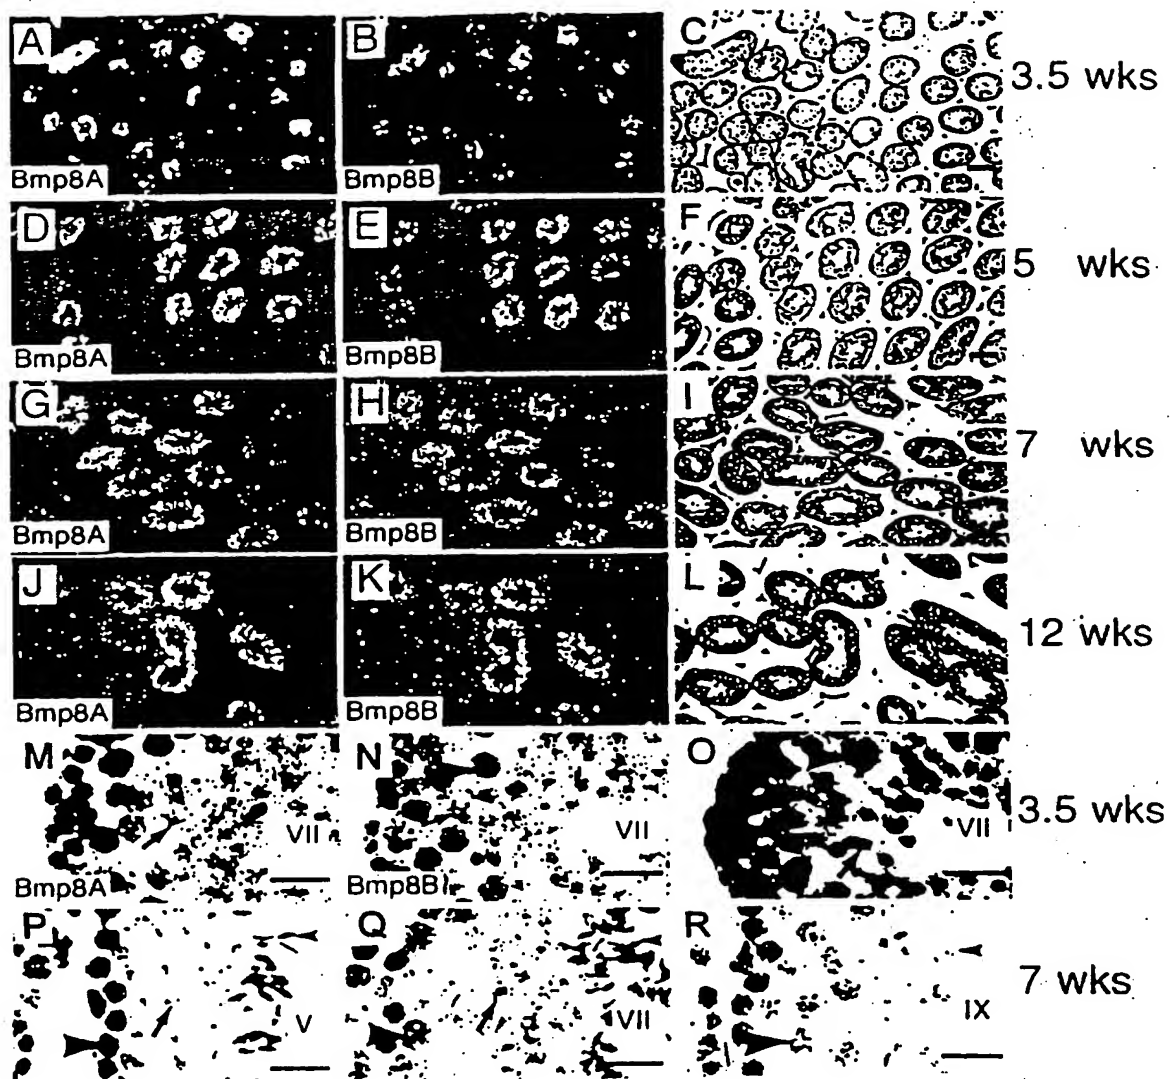 A B C 3.5 wks
Bmp8A Bmp8B
D E F 5 wks
Bmp8A Bmp8B
G H I 7 wks
Bmp8A Bmp8B
J K L 12 wks
Bmp8A Bmp8B
M N O 3.5 wks
VII VII VII
Bmp8A Bmp8B
P Q R 7 wks
V VII IX